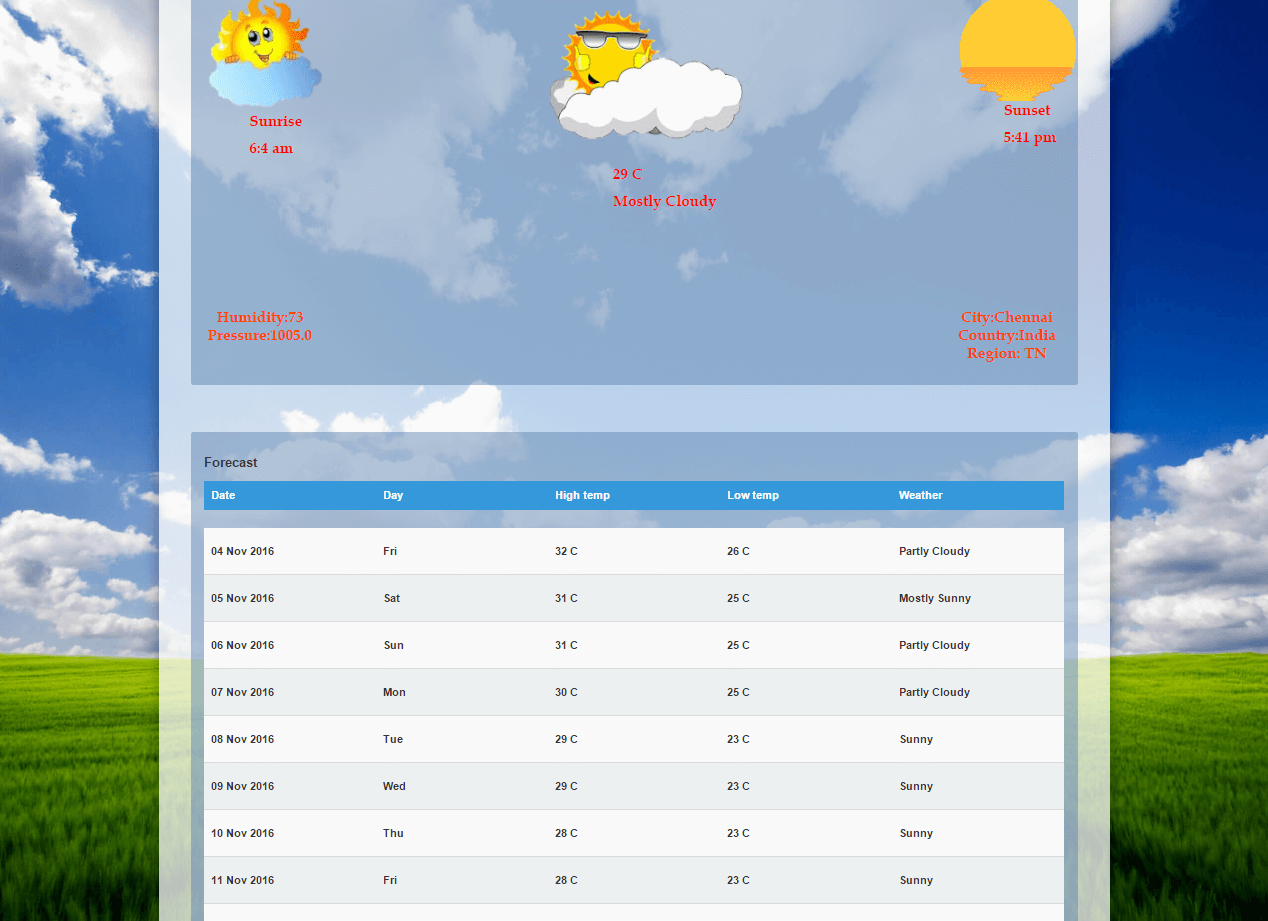 Sunrise
6:4 am
29 C
Mostly Cloudy
Sunset
5:41 pm
Humidity:73
Pressure:1005.0
City:Chennai
Country:India
Region: TN
Forecast
Date Day High temp Low temp Weather
04 Nov 2016 Fri 32 C 26 C Partly Cloudy
05 Nov 2016 Sat 31 C 25 C Mostly Sunny
06 Nov 2016 Sun 31 C 25 C Partly Cloudy
07 Nov 2016 Mon 30 C 25 C Partly Cloudy
08 Nov 2016 Tue 29 C 23 C Sunny
09 Nov 2016 Wed 29 C 23 C Sunny
10 Nov 2016 Thu 28 C 23 C Sunny
11 Nov 2016 Fri 28 C 23 C Sunny